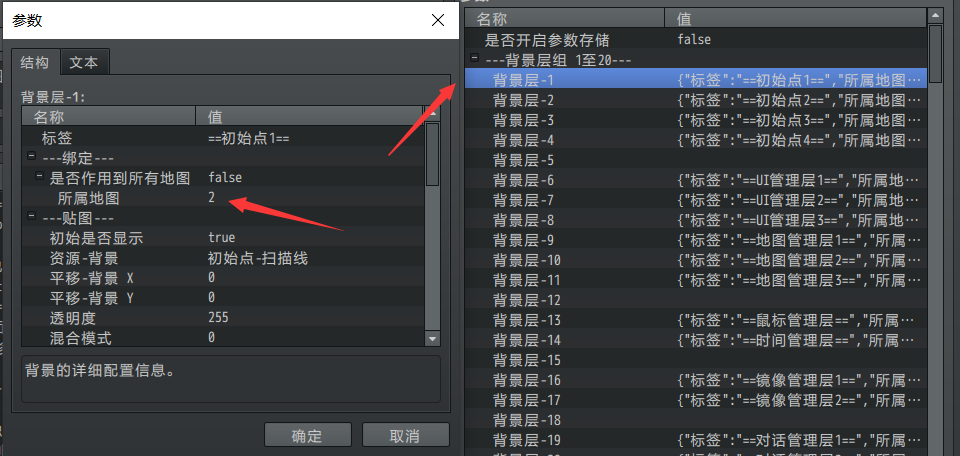 参数
结构 文本
背景层-1:
名称 值
标签 ==初始点1==
---绑定---
是否作用到所有地图 false
所属地图 2
---贴图---
初始是否显示 true
资源-背景 初始点-扫描线
平移-背景 X 0
平移-背景 Y 0
透明度 255
混合模式 0
背景的详细配置信息。
确定 取消
名称 值
是否开启参数存储 false
---背景层组 1至20---
背景层-1 {"标签":"==初始点1==","所属地图…
背景层-2 {"标签":"==初始点2==","所属地图…
背景层-3 {"标签":"==初始点3==","所属地图…
背景层-4 {"标签":"==初始点4==","所属地图…
背景层-5
背景层-6 {"标签":"==UI管理层1==","所属地…
背景层-7 {"标签":"==UI管理层2==","所属地…
背景层-8 {"标签":"==UI管理层3==","所属地…
背景层-9 {"标签":"==地图管理层1==","所属…
背景层-10 {"标签":"==地图管理层2==","所属…
背景层-11 {"标签":"==地图管理层3==","所属…
背景层-12
背景层-13 {"标签":"==鼠标管理层==","所属…
背景层-14 {"标签":"==时间管理层==","所属…
背景层-15
背景层-16 {"标签":"==镜像管理层1==","所属…
背景层-17 {"标签":"==镜像管理层2==","所属…
背景层-18
背景层-19 {"标签":"==对话管理层1==","所属…